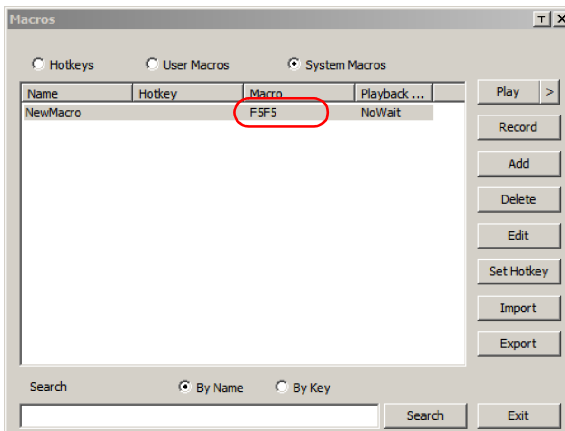 Macros
Hotkeys User Macros System Macros
Name Hotkey Macro Playback ...
NewMacro F5F5 NoWait
Play >
Record
Add
Delete
Edit
Set Hotkey
Import
Export
Search By Name By Key
Search Exit